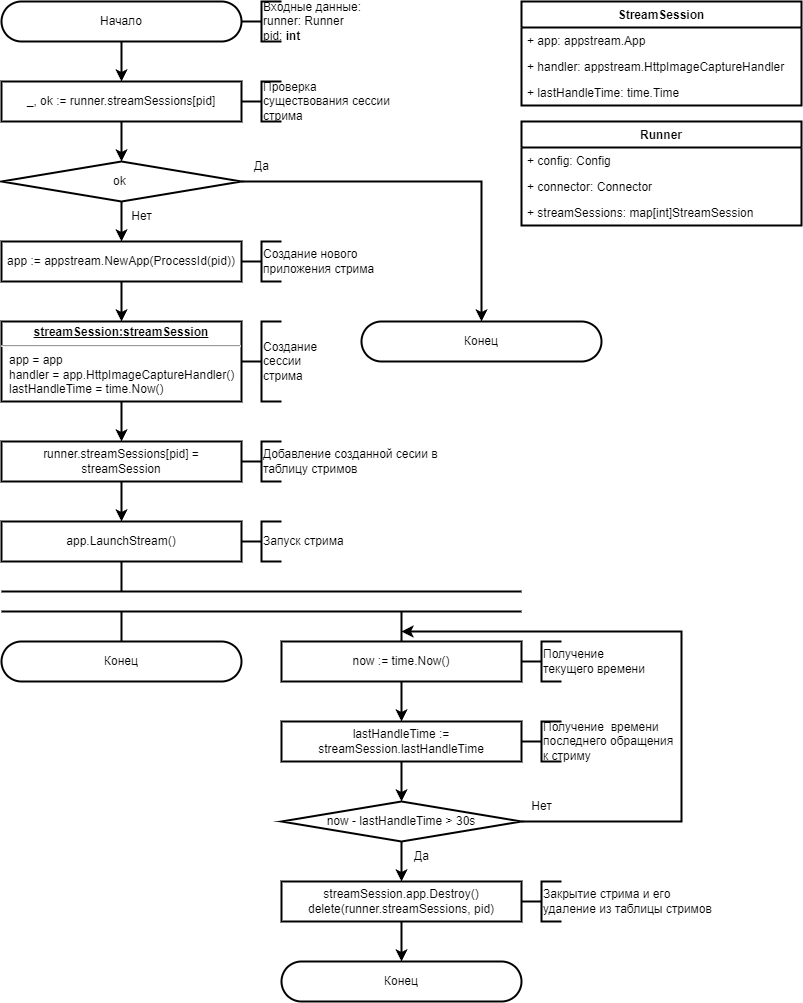 Начало
Входные данные:
runner: Runner
pid: int
StreamSession
+ app: appstream.App
+ handler: appstream.HttpImageCaptureHandler
+ lastHandleTime: time.Time
Runner
+ config: Config
+ connector: Connector
+ streamSessions: map[int]StreamSession
_, ok := runner.streamSessions[pid]
Проверка
существования сессии
стрима
ok
Да
Нет
app := appstream.NewApp(ProcessId(pid))
Создание нового
приложения стрима
Конец
streamSession:streamSession
app = app
handler = app.HttpImageCaptureHandler()
lastHandleTime = time.Now()
Создание
сессии
стрима
runner.streamSessions[pid] =
streamSession
Добавление созданной сесии в
таблицу стримов
app.LaunchStream()
Запуск стрима
Конец
now := time.Now()
Получение
текущего времени
lastHandleTime :=
streamSession.lastHandleTime
Получение  времени
последнего обращения
к стриму
now - lastHandleTime > 30s
Нет
Да
streamSession.app.Destroy()
delete(runner.streamSessions, pid)
Закрытие стрима и его
удаление из таблицы стримов
Конец